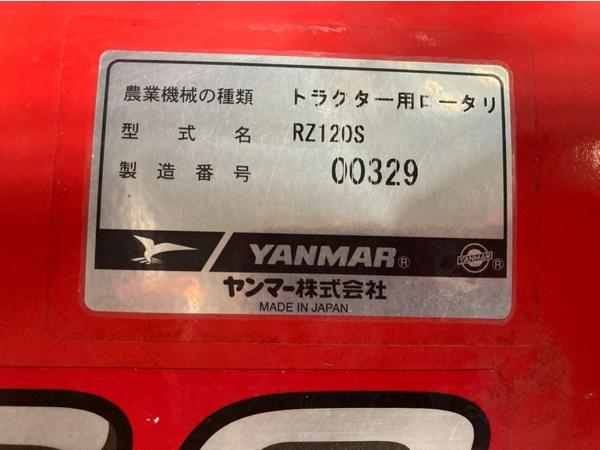 農業機械の種類 トラクター用ロータリ
型式名 RZ120S
製造番号 00329
YANMAR® YANMAR ®
ヤンマー株式会社
MADE IN JAPAN